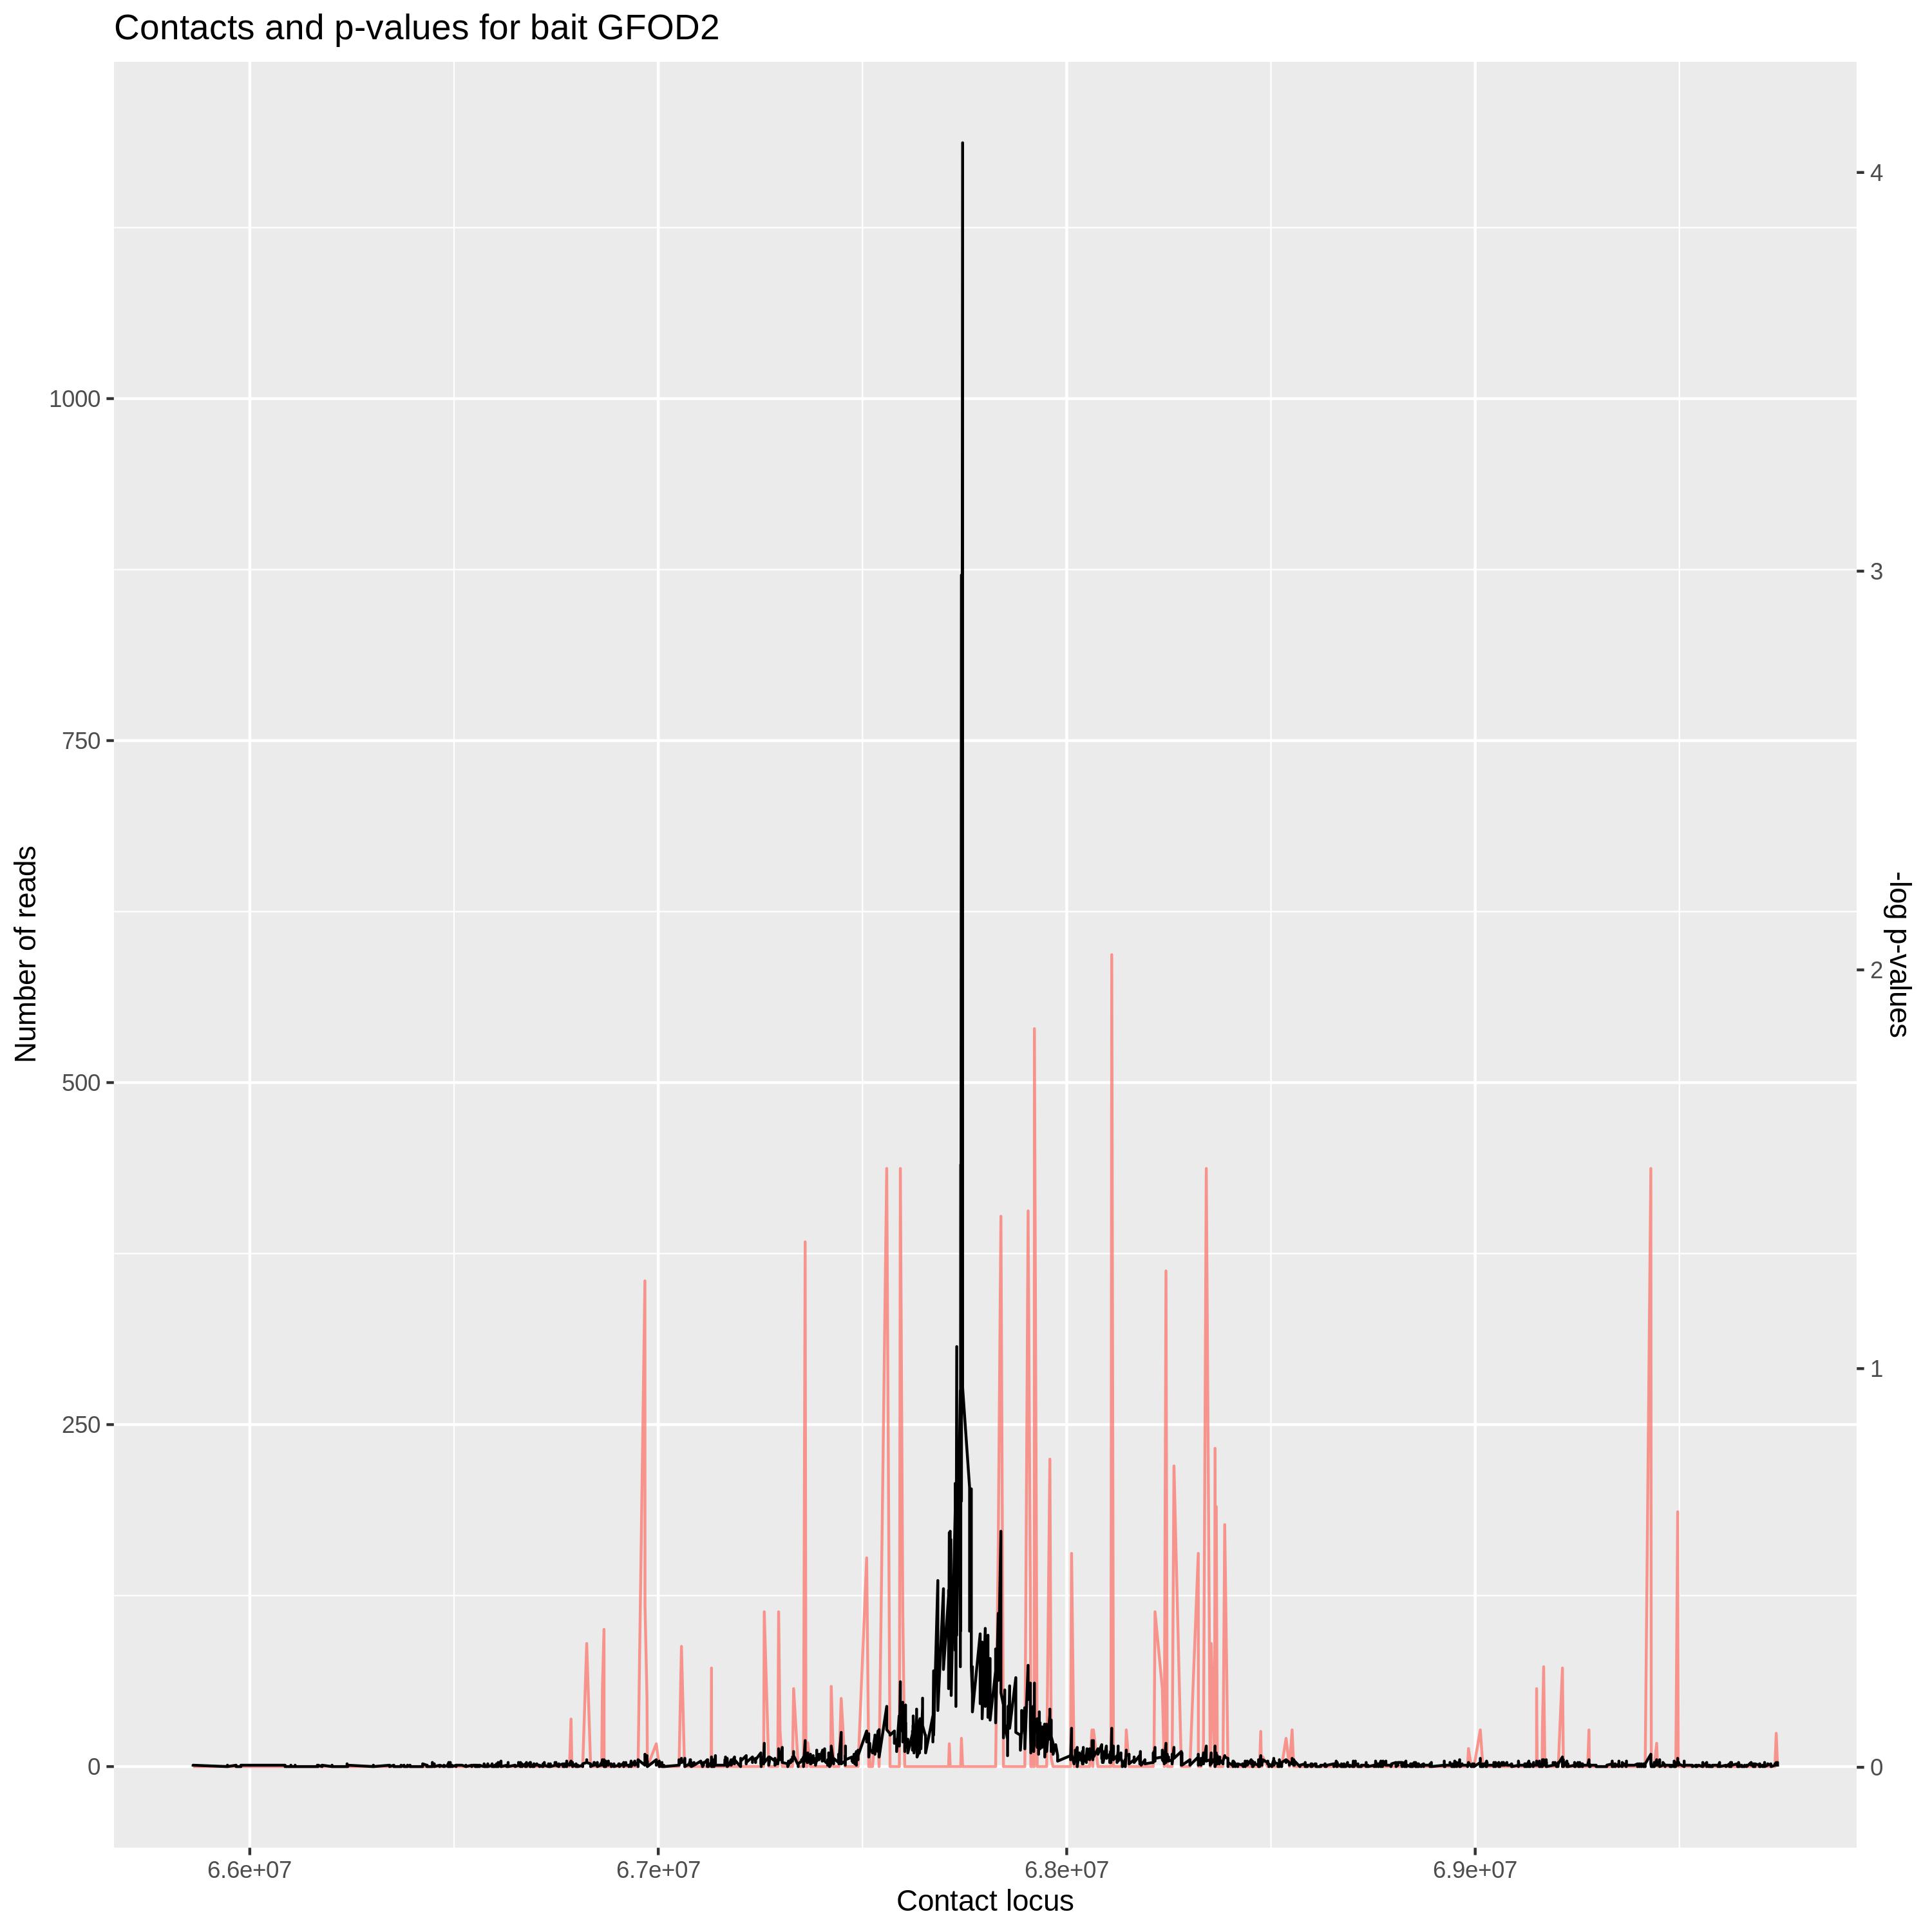 Contacts and p-values for bait GFOD2
Number of reads
1000
750
500
250
0
4
3
2
1
0
-log p-values
6.6e+07
6.7e+07
6.8e+07
6.9e+07
Contact locus